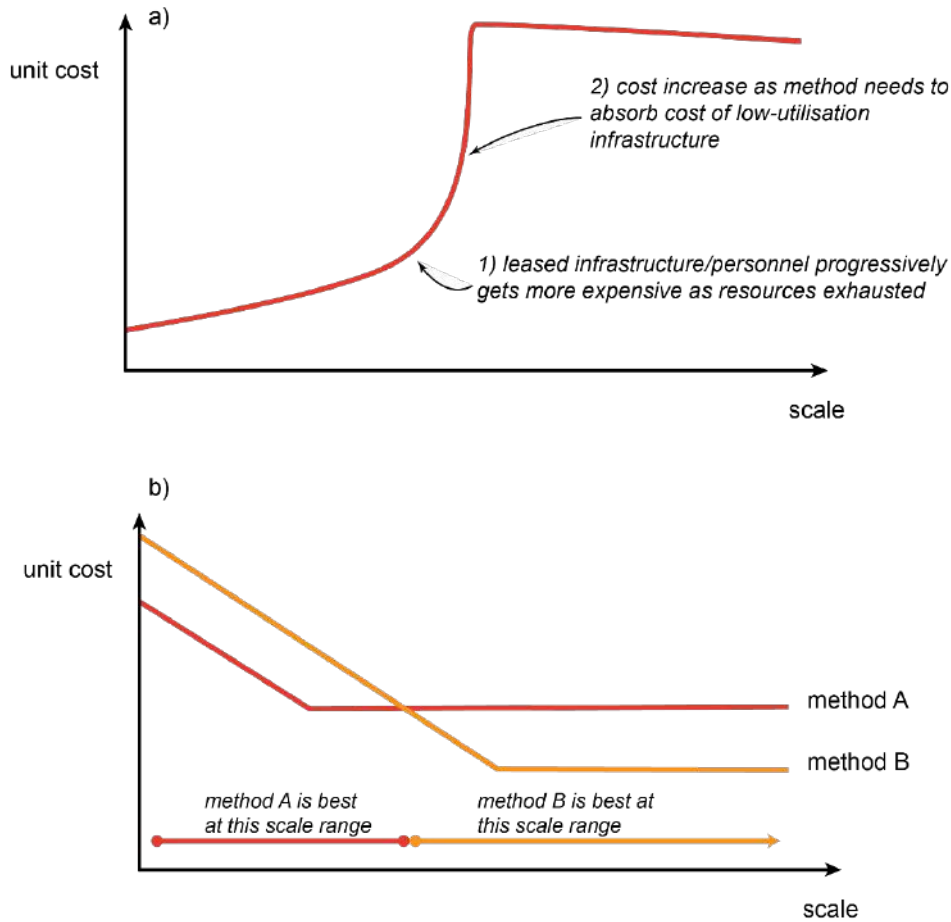 a)
unit cost
2) cost increase as method needs to
absorb cost of low-utilisation
infrastructure
1) leased infrastructure/personnel progressively
gets more expensive as resources exhausted
scale
b)
unit cost
method A
method B
method A is best
at this scale range
method B is best at
this scale range
scale